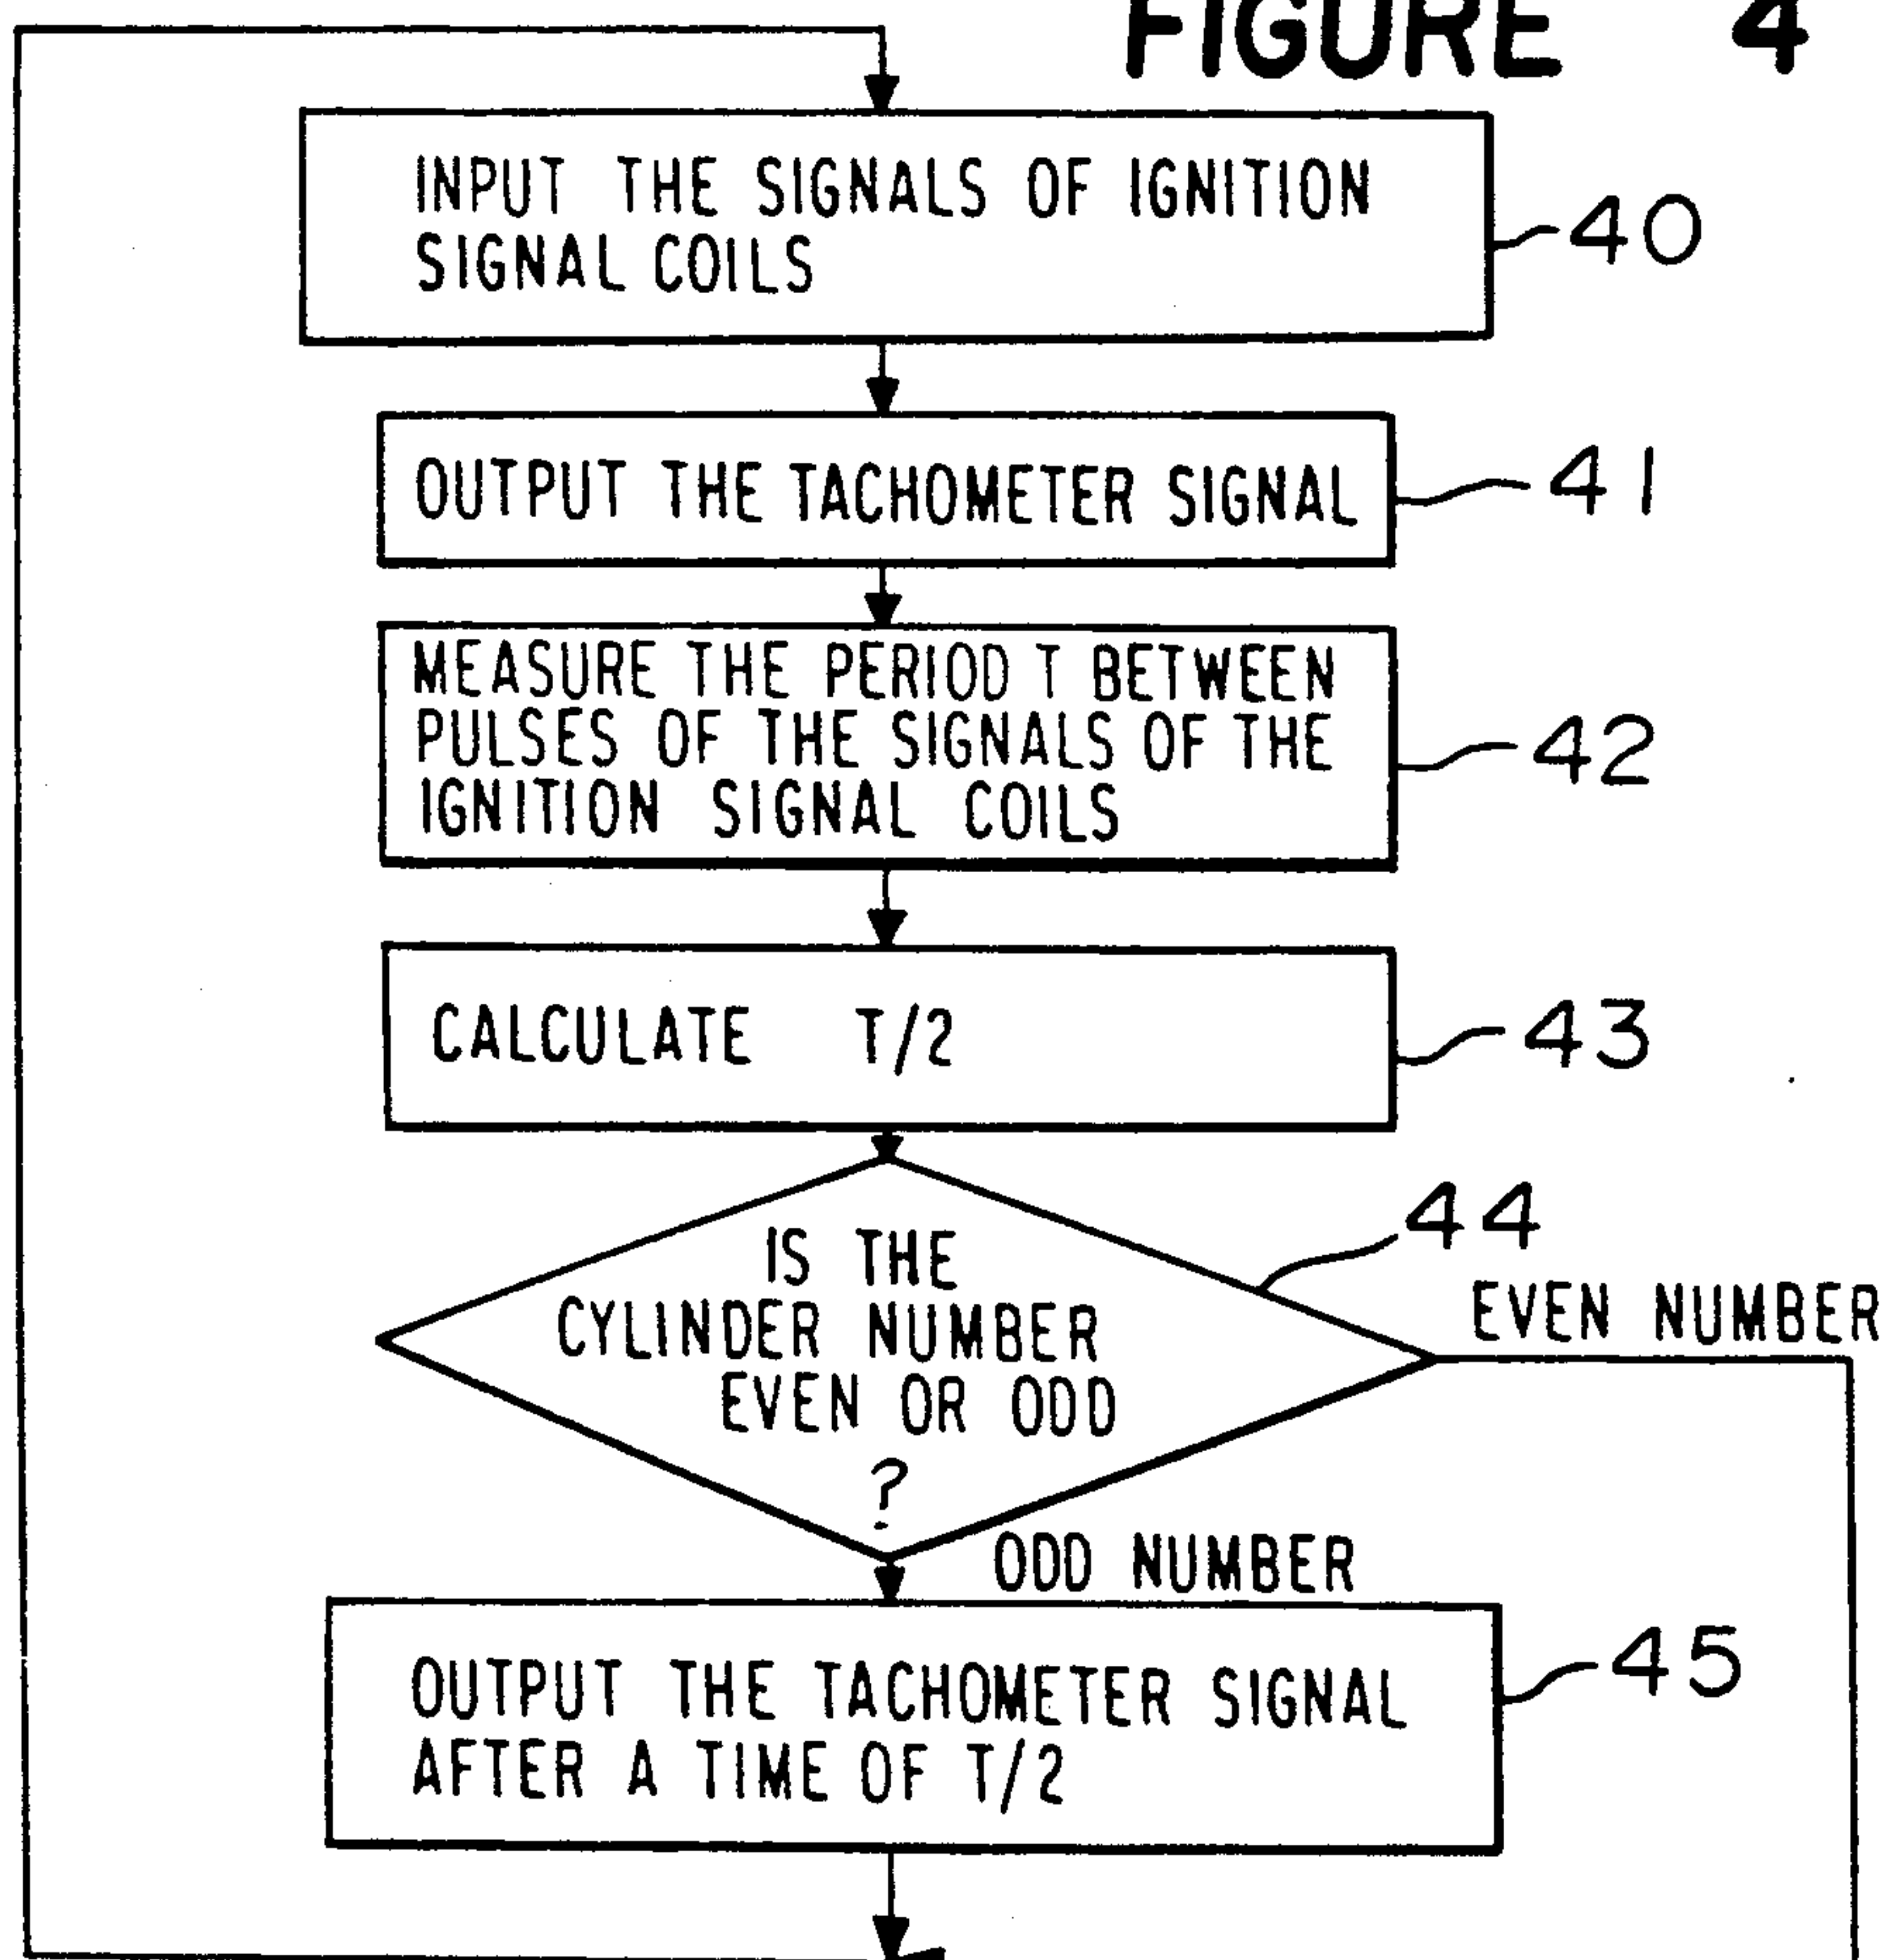 FIGURE 4
INPUT THE SIGNALS OF IGNITION
SIGNAL COILS
40
OUTPUT THE TACHOMETER SIGNAL
41
MEASURE THE PERIOD T BETWEEN
PULSES OF THE SIGNALS OF THE
IGNITION SIGNAL COILS
42
CALCULATE T/2
43
44
IS THE
CYLINDER NUMBER
EVEN OR ODD
?
EVEN NUMBER
ODD NUMBER
OUTPUT THE TACHOMETER SIGNAL
AFTER A TIME OF T/2
45